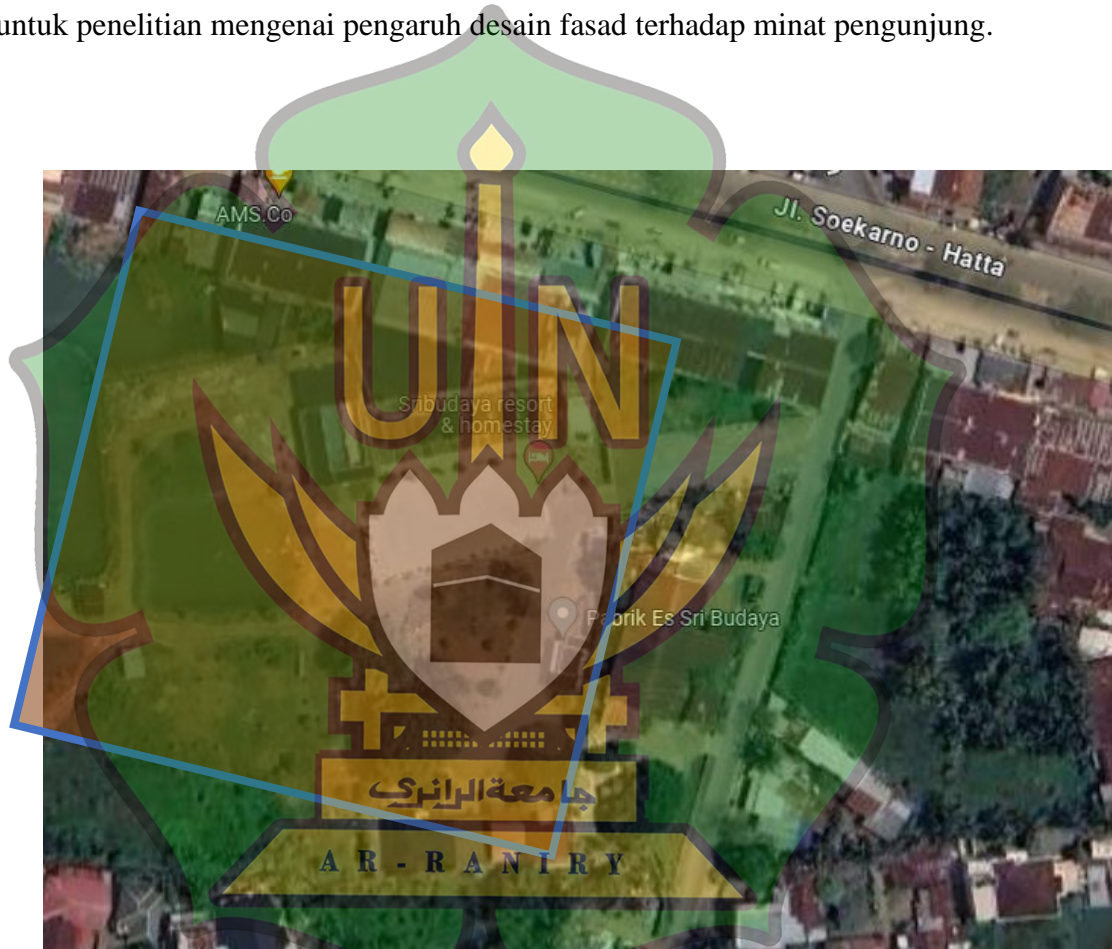 untuk penelitian mengenai pengaruh desain fasad terhadap minat pengunjung.
AMS.Co
Jl. Soekarno - Hatta
UIN
Sribudaya resort
& homestay
Pabrik Es Sri Budaya
جامعة الرانري
AR-RANIRY